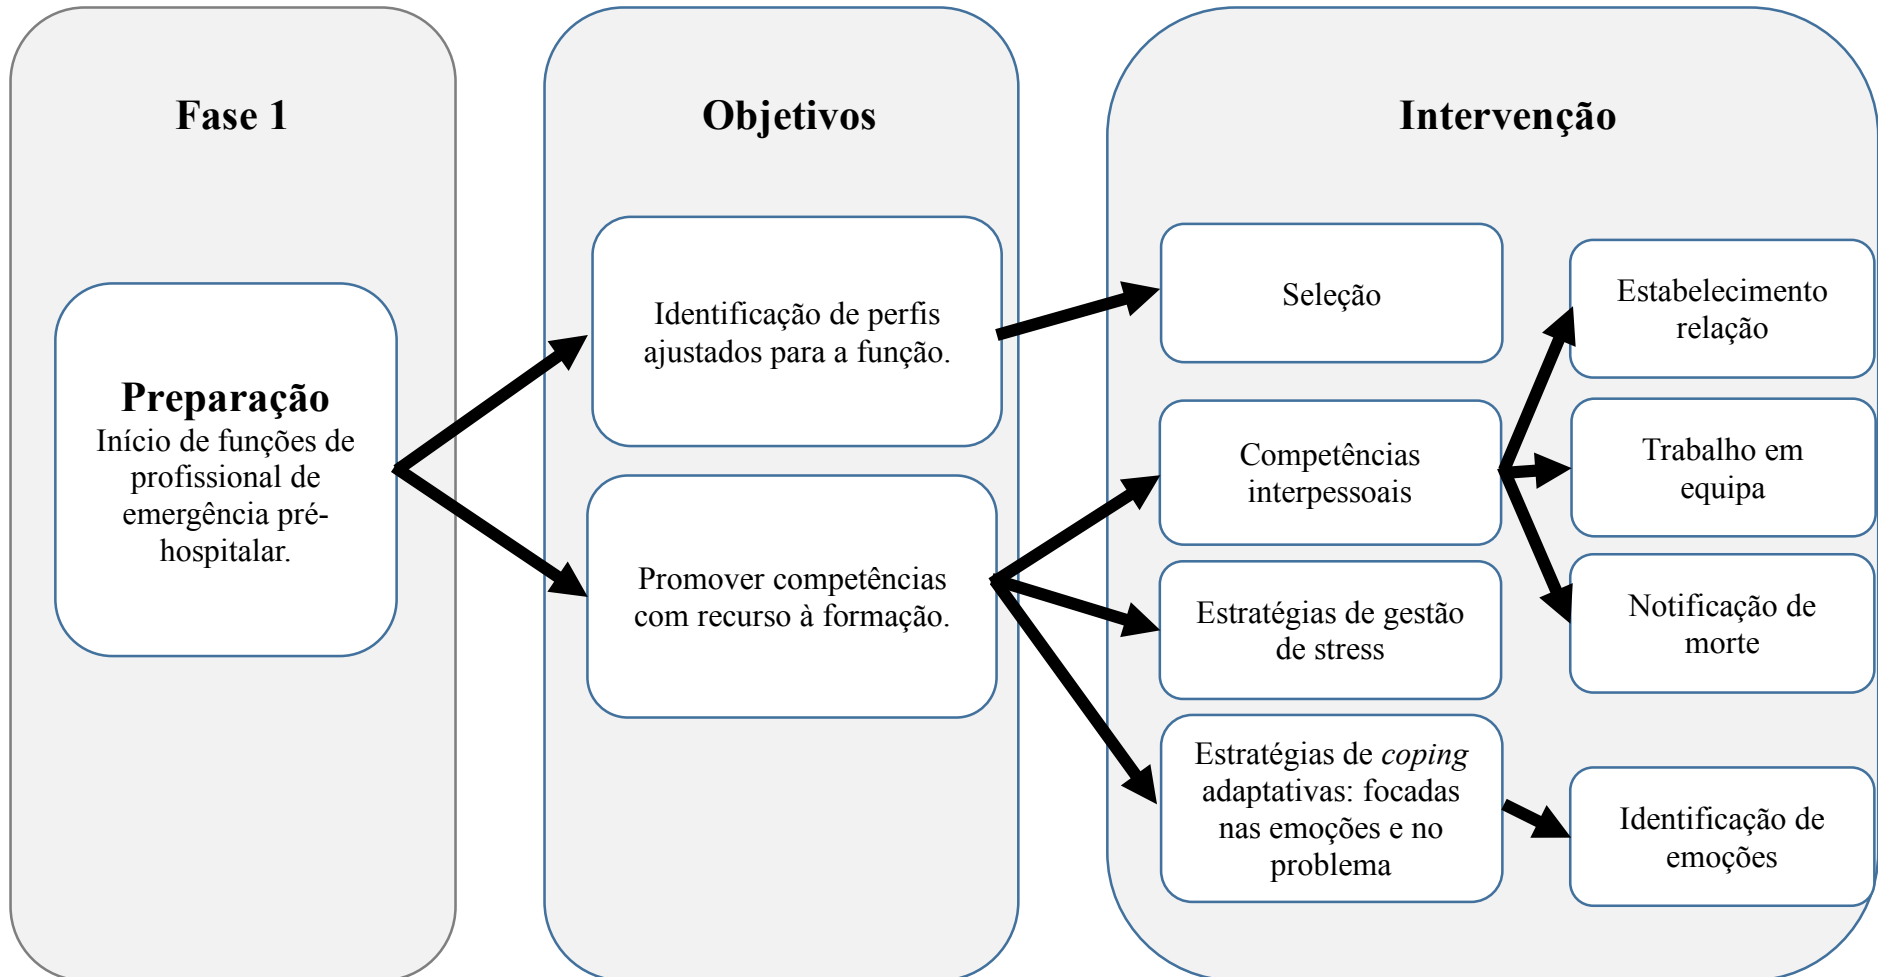 Fase 1
Preparação
Início de funções de
profissional de
emergência pré-
hospitalar.
Objetivos
Identificação de perfis
ajustados para a função.
Promover competências
com recurso à formação.
Intervenção
Seleção
Competências
interpessoais
Estratégias de gestão
de stress
Estratégias de coping
adaptativas: focadas
nas emoções e no
problema
Estabelecimento
relação
Trabalho em
equipa
Notificação de
morte
Identificação de
emoções